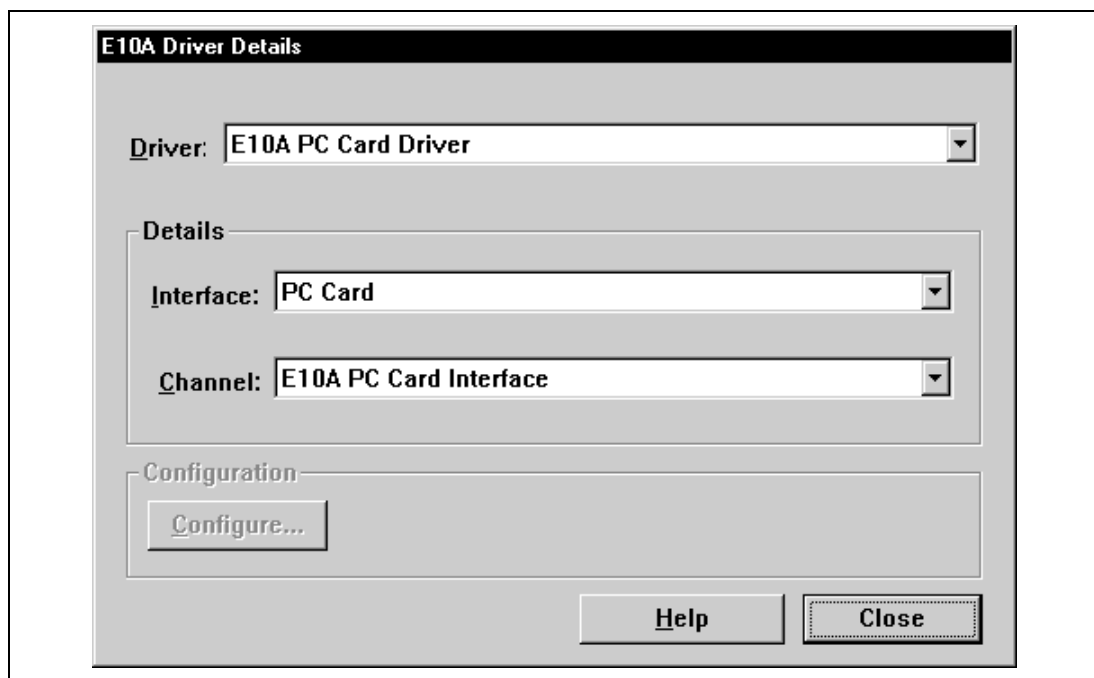 E10A Driver Details
Driver: E10A PC Card Driver
Details
Interface: PC Card
Channel: E10A PC Card Interface
Configuration
Configure...
Help Close